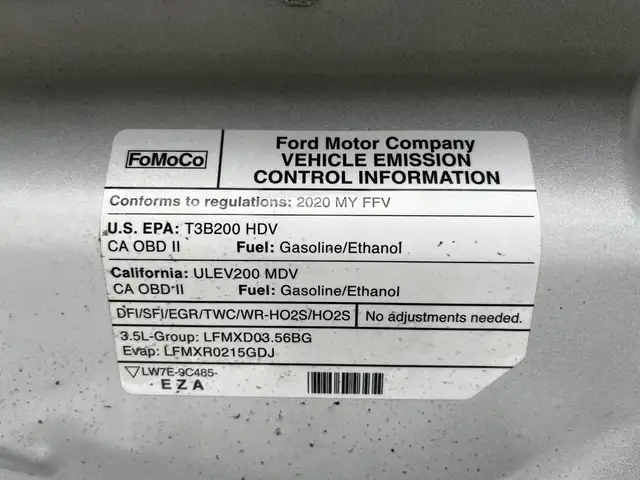 FoMoCo
Ford Motor Company
VEHICLE EMISSION
CONTROL INFORMATION
Conforms to regulations: 2020 MY FFV
U.S. EPA: T3B200 HDV
CA OBD II Fuel: Gasoline/Ethanol
California: ULEV200 MDV
CA OBD II Fuel: Gasoline/Ethanol
DFI/SFI/EGR/TWC/WR-HO2S/HO2S No adjustments needed.
3.5L-Group: LFMXD03.56BG
Evap: LFMXR0215GDJ
LW7E-9C485-
EZA